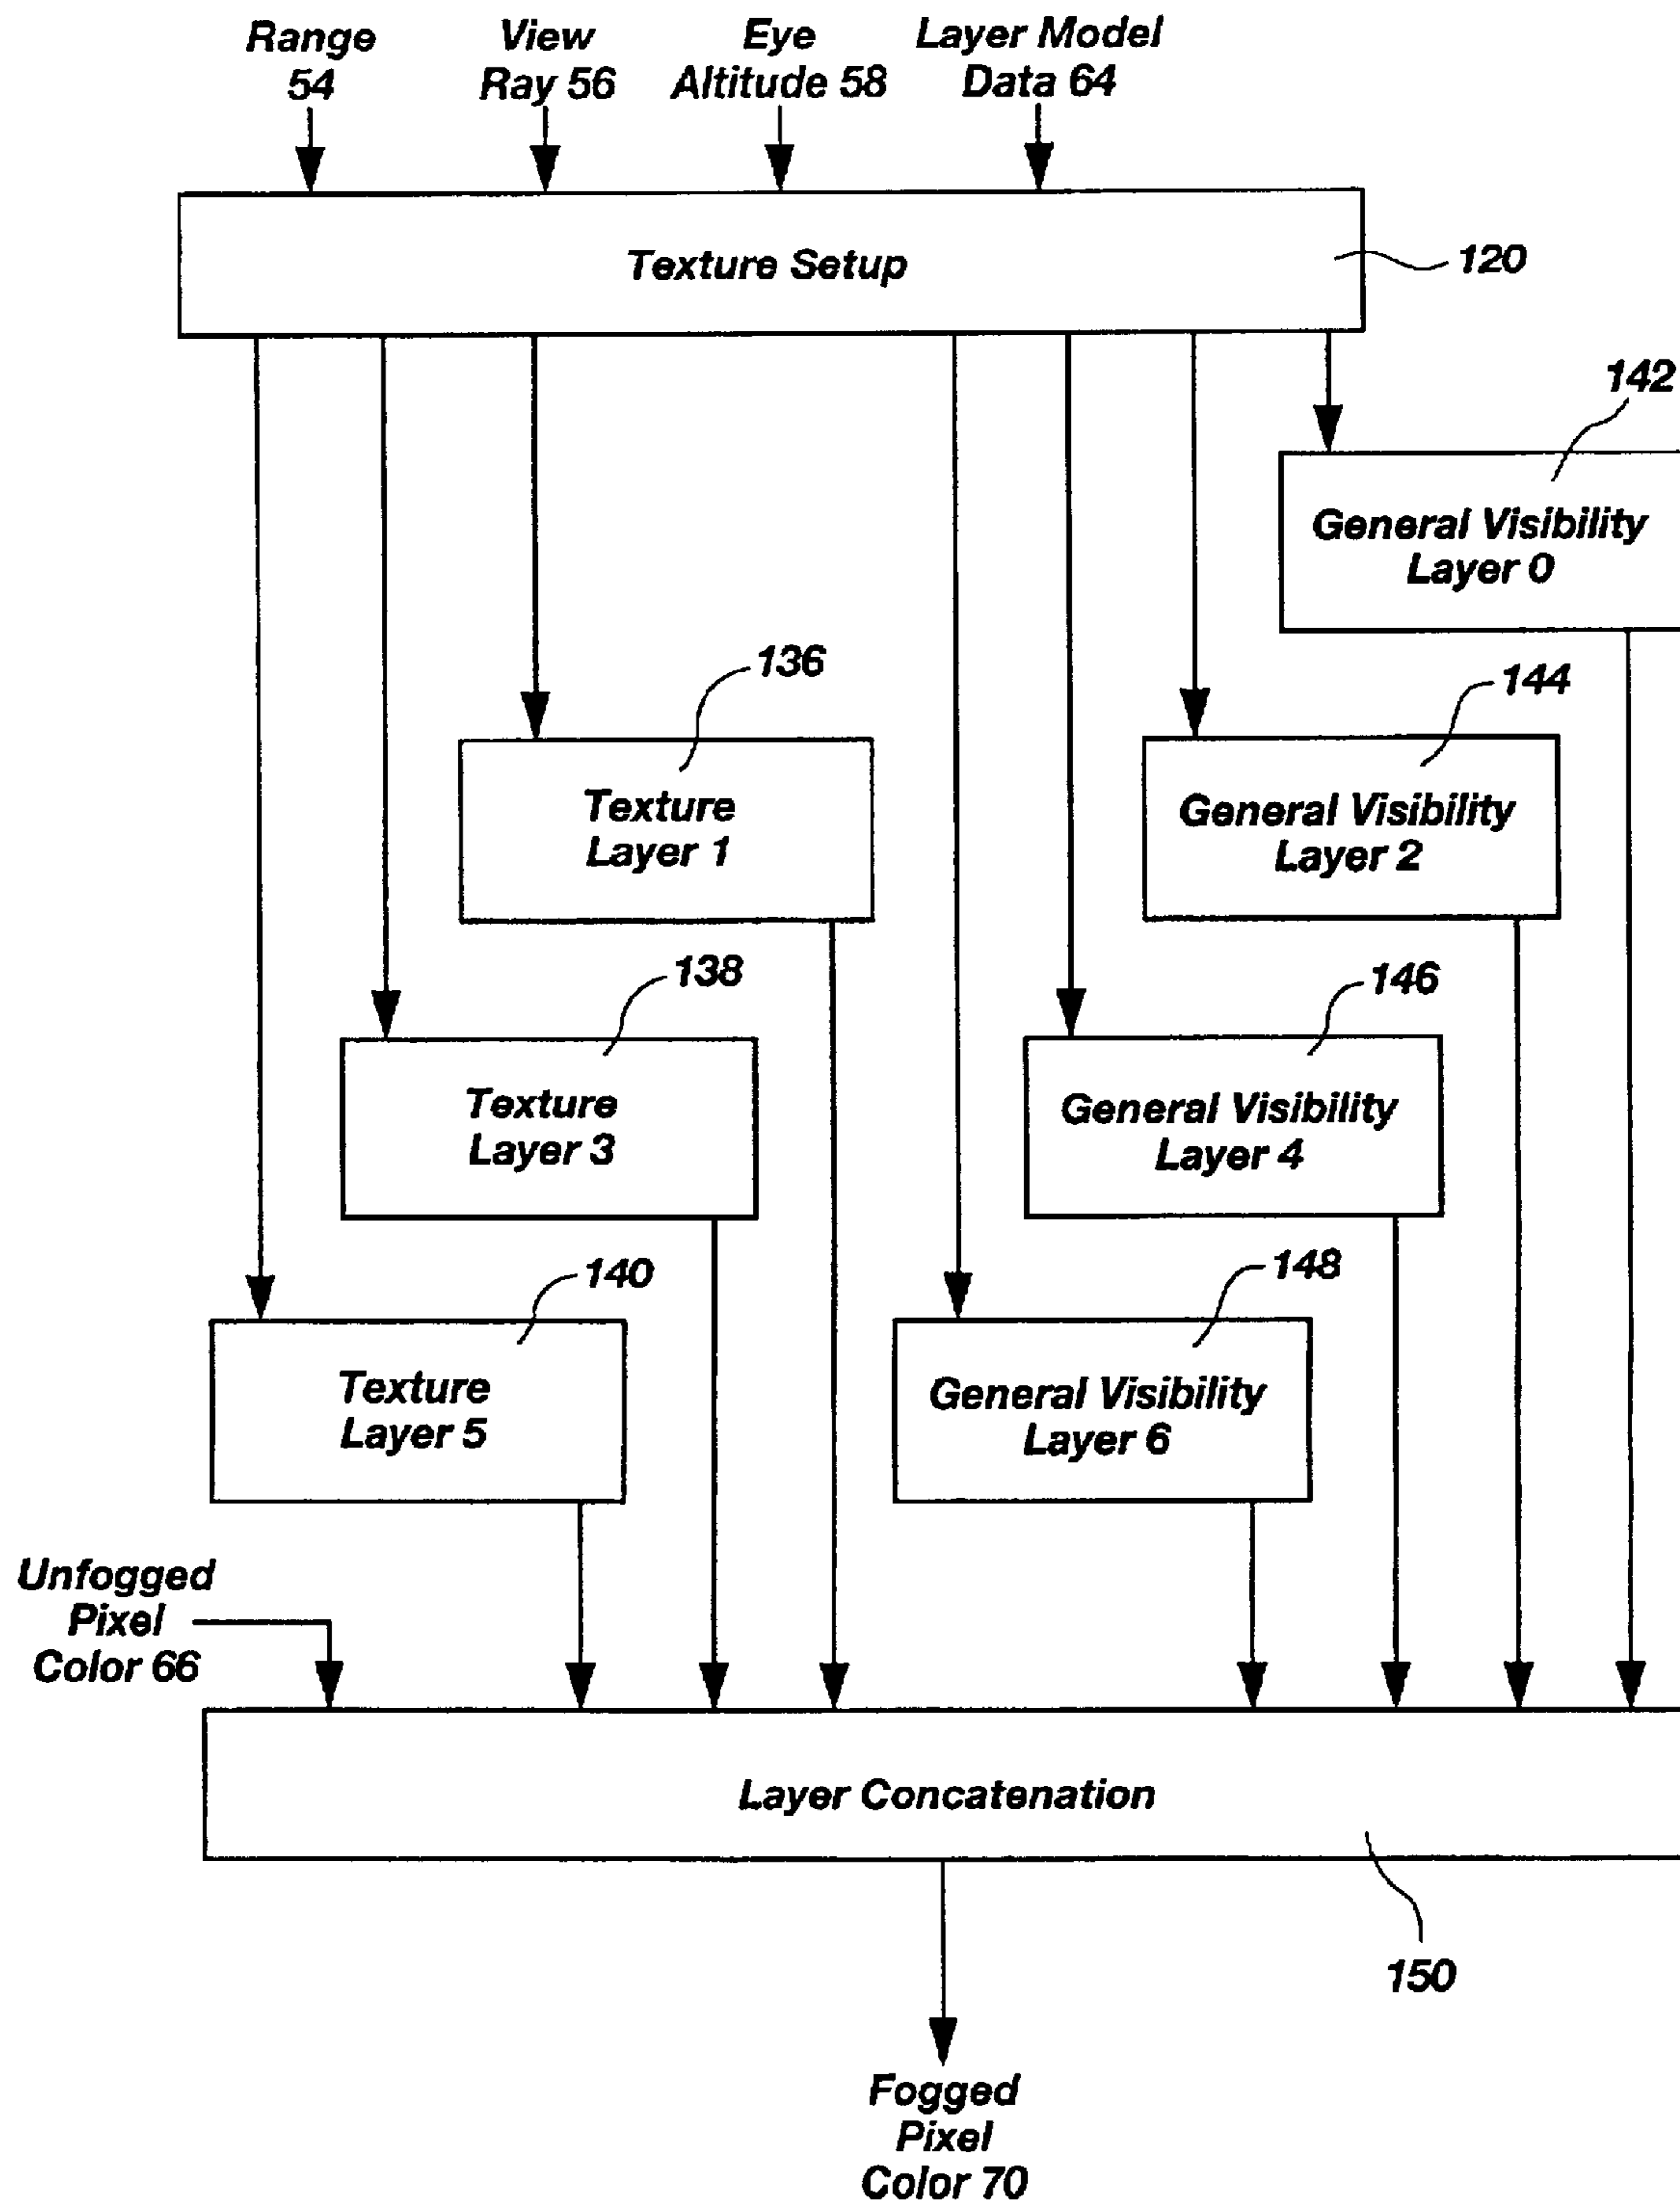 Range
54
View
Ray 56
Eye
Altitude 58
Layer Model
Data 64
Texture Setup
120
142
General Visibility
Layer 0
136
144
Texture
Layer 1
General Visibility
Layer 2
138
146
Texture
Layer 3
General Visibility
Layer 4
140
148
Texture
Layer 5
General Visibility
Layer 6
Unfogged
Pixel
Color 66
Layer Concatenation
150
Fogged
Pixel
Color 70